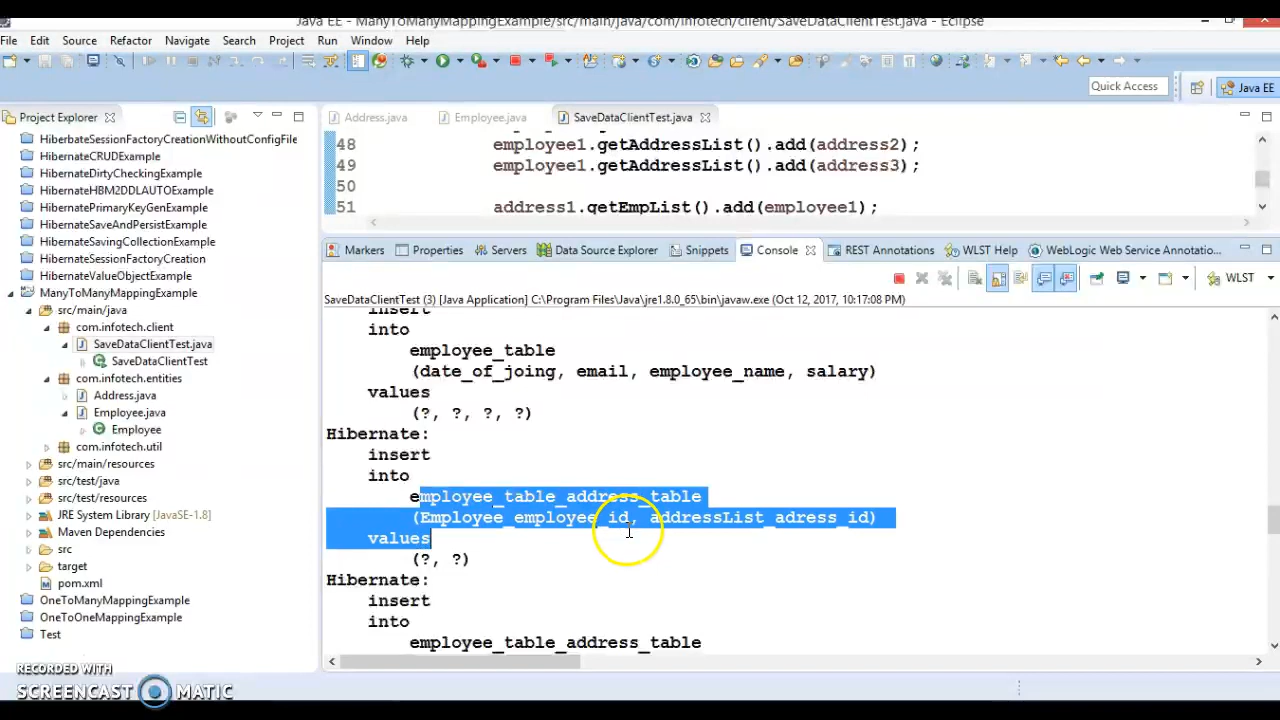 Java EE - ManyToManyMappingExample/src/main/java/com/infotech/client/SaveDataClientTest.java - Eclipse
File Edit Source Refactor Navigate Search Project Run Window Help
Quick Access
Java EE
Project Explorer
HiberbateSessionFactoryCreationWithoutConfigFile
HibernateCRUDExample
HibernateDirtyCheckingExample
HibernateHBM2DDLAUTOExample
HibernatePrimaryKeyGenExample
HibernateSaveAndPersistExample
HibernateSavingCollectionExample
HibernateSessionFactoryCreation
HibernateValueObjectExample
ManyToManyMappingExample
src/main/java
com.infotech.client
SaveDataClientTest.java
SaveDataClientTest
com.infotech.entities
Address.java
Employee.java
Employee
com.infotech.util
src/main/resources
src/test/java
src/test/resources
JRE System Library [JavaSE-1.8]
Maven Dependencies
src
target
pom.xml
OneToManyMappingExample
OneToOneMappingExample
Test
Address.java Employee.java SaveDataClientTest.java
48 employee1.getAddressList().add(address2);
49 employee1.getAddressList().add(address3);
50
51 address1.getEmpList().add(employee1);
Markers Properties Servers Data Source Explorer Snippets Console REST Annotations WLST Help WebLogic Web Service Annotatio...
WLST
SaveDataClientTest (3) [Java Application] C:\Program Files\Java\jre1.8.0_65\bin\javaw.exe (Oct 12, 2017, 10:17:08 PM)
insert
into
employee_table
(date_of_joing, email, employee_name, salary)
values
(?, ?, ?, ?)
Hibernate:
insert
into
employee_table_address_table
(Employee_employee_id, addressList_adress_id)
values
(?, ?)
Hibernate:
insert
into
employee_table_address_table
RECORDED WITH
SCREENCAST MATIC